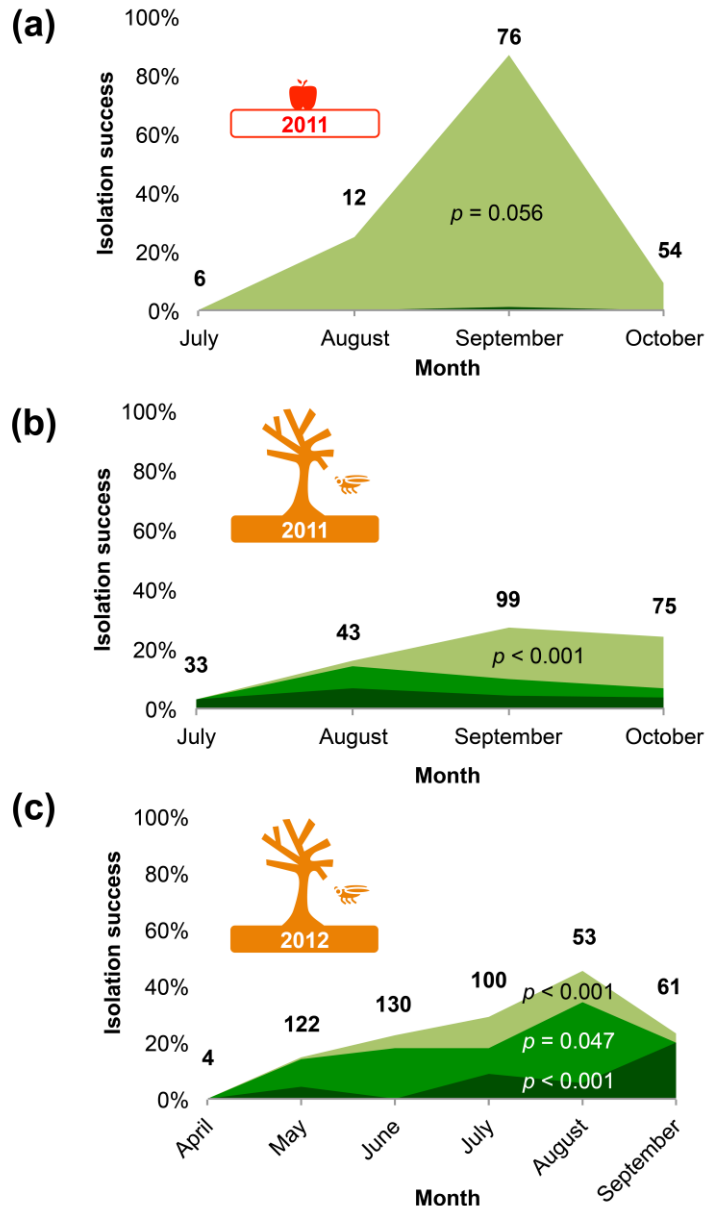 (a)
Isolation success
100%
80%
60%
40%
20%
0%
2011
6
12
76
54
p = 0.056
July
August
September
October
Month
(b)
Isolation success
100%
80%
60%
40%
20%
0%
2011
33
43
99
75
p < 0.001
July
August
September
October
Month
(c)
Isolation success
100%
80%
60%
40%
20%
0%
2012
4
122
130
100
53
61
p < 0.001
p = 0.047
p < 0.001
April
May
June
July
August
September
Month